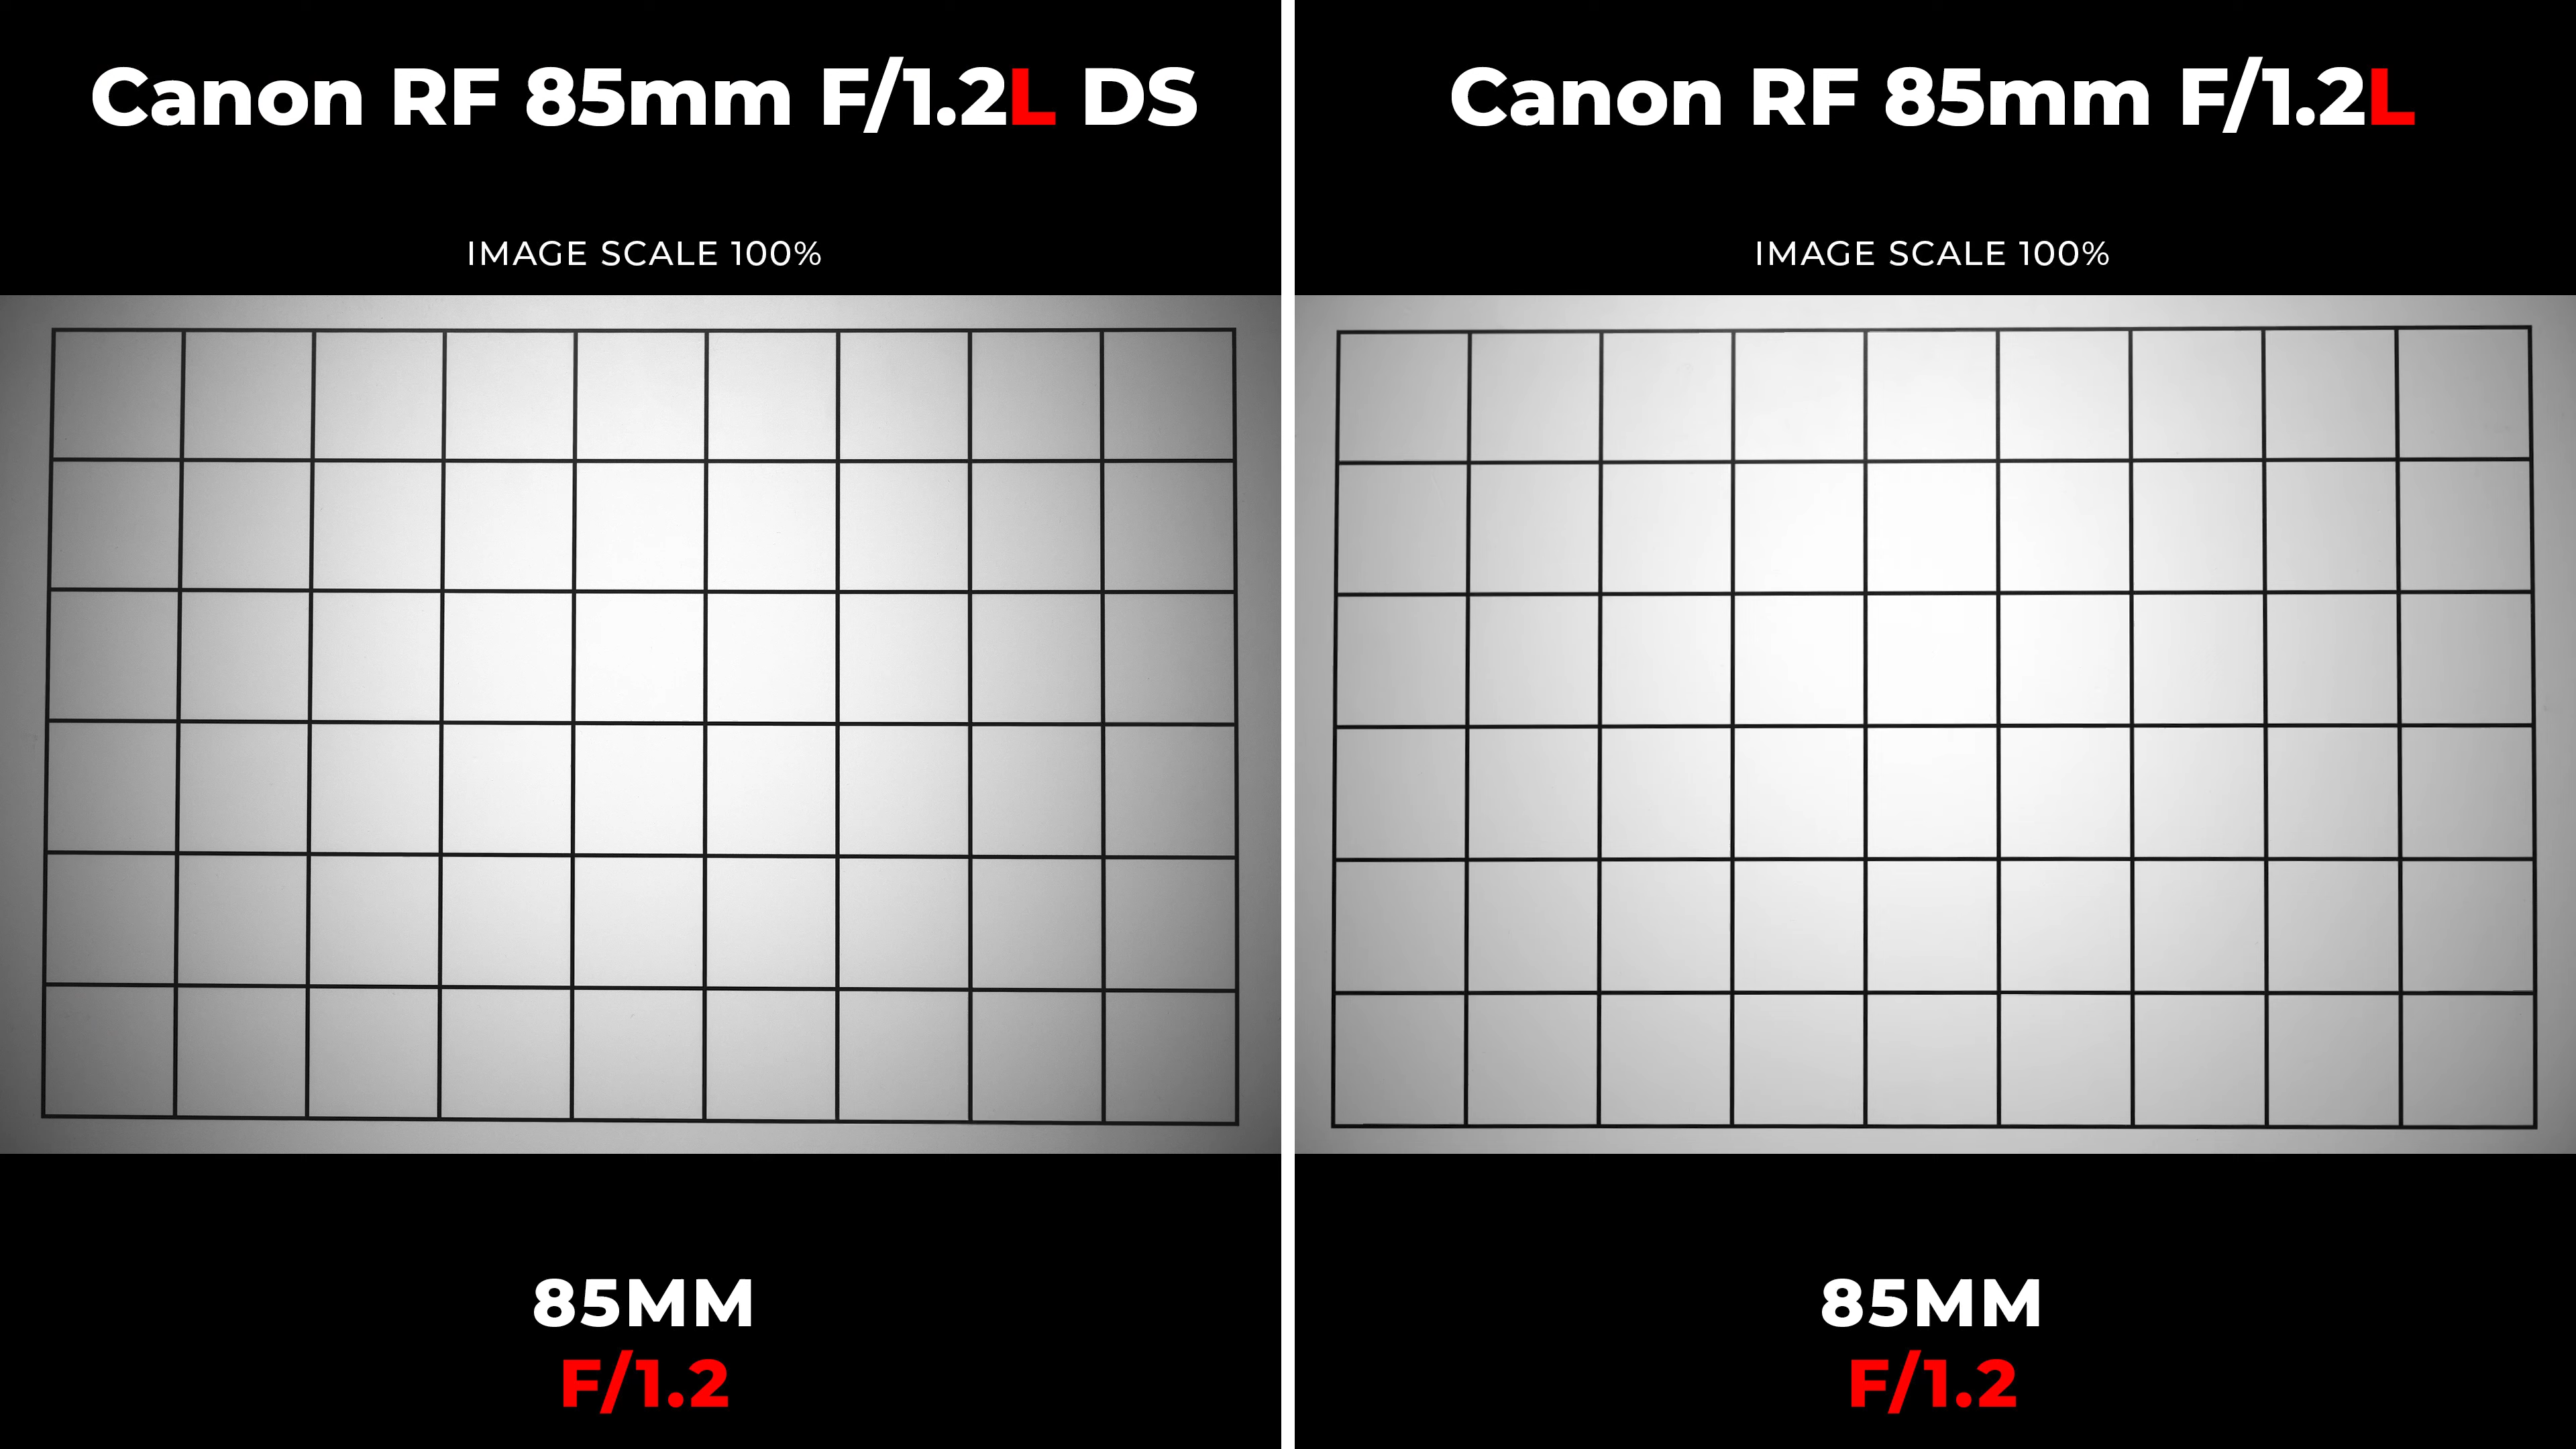 Canon RF 85mm F/1.2L DS
IMAGE SCALE 100%
85MM
F/1.2
Canon RF 85mm F/1.2L
IMAGE SCALE 100%
85MM
F/1.2